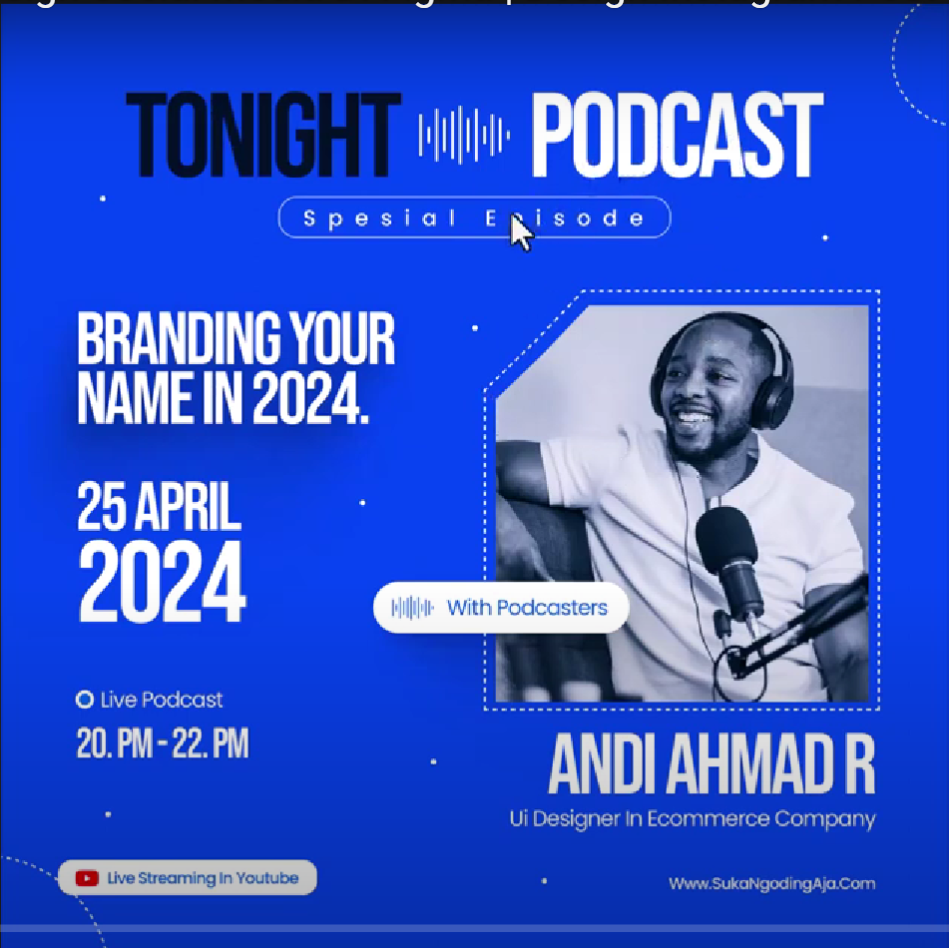 TONIGHT PODCAST
Spesial Episode
BRANDING YOUR
NAME IN 2024.
25 APRIL
2024
With Podcasters
Live Podcast
20. PM - 22. PM
ANDI AHMAD R
Ui Designer In Ecommerce Company
Live Streaming In Youtube
Www.SukaNgodingAja.Com